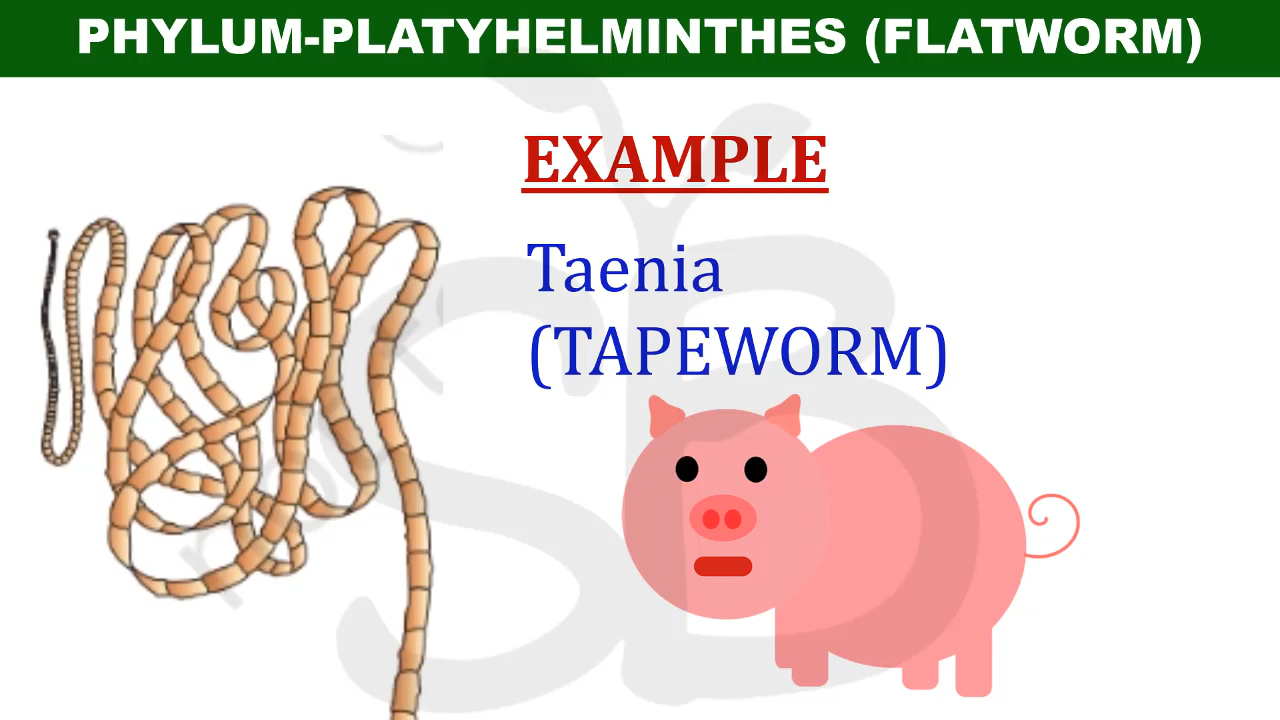 PHYLUM-PLATYHELMINTHES (FLATWORM)
EXAMPLE
Taenia
(TAPEWORM)